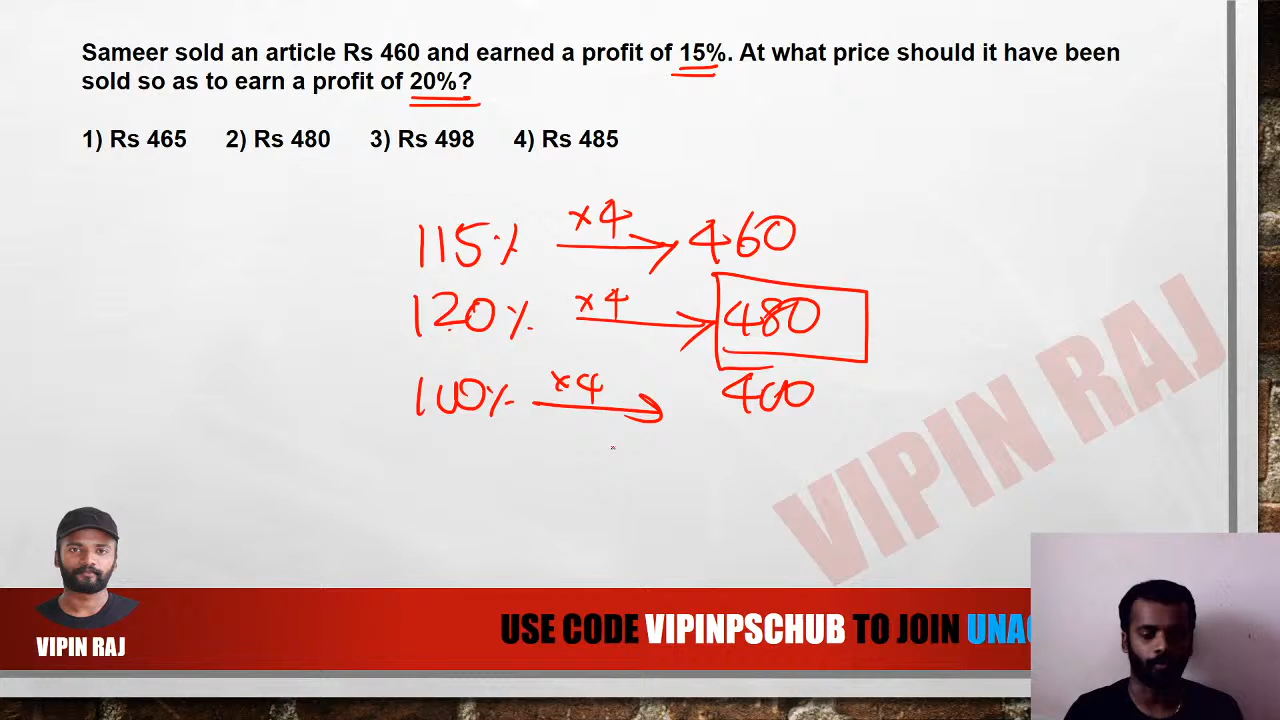 Sameer sold an article Rs 460 and earned a profit of 15%. At what price should it have been
sold so as to earn a profit of 20%?
1) Rs 465 2) Rs 480 3) Rs 498 4) Rs 485
115% ×4 460
120% ×4 480
100% ×4 400
VIPIN RAJ
VIPIN RAJ
USE CODE VIPINPSCHUB TO JOIN UNAC